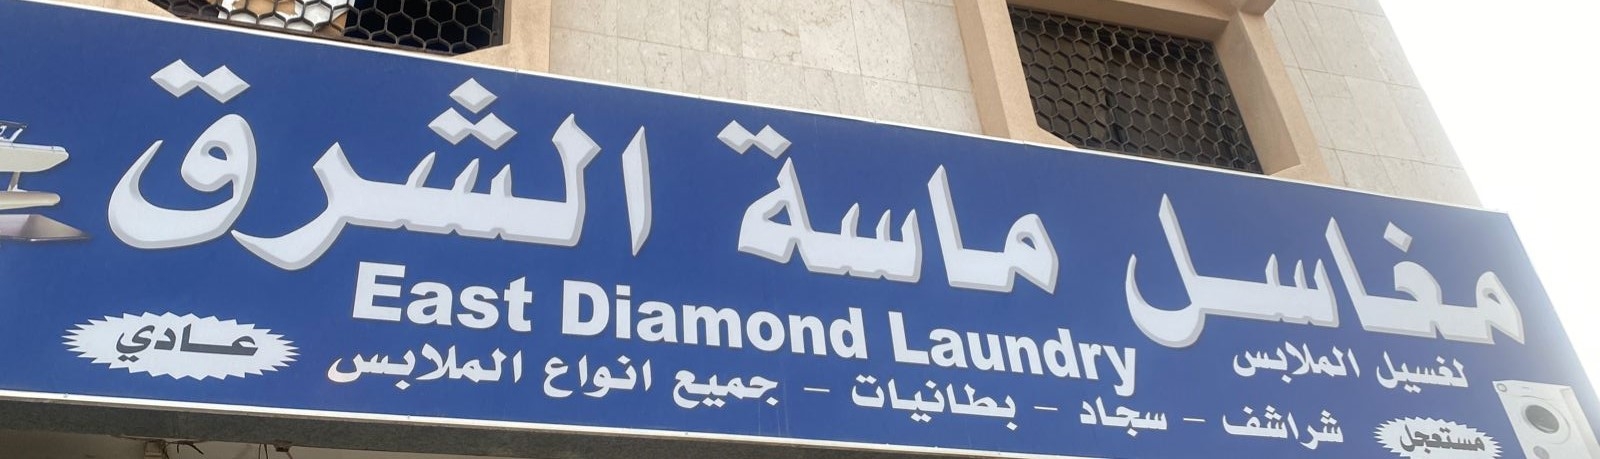 مغاسل ماسة الشرق
East Diamond Laundry
لغسيل الملابس
شراشف - سجاد - بطانيات - جميع انواع الملابس
مستعجل
عادي